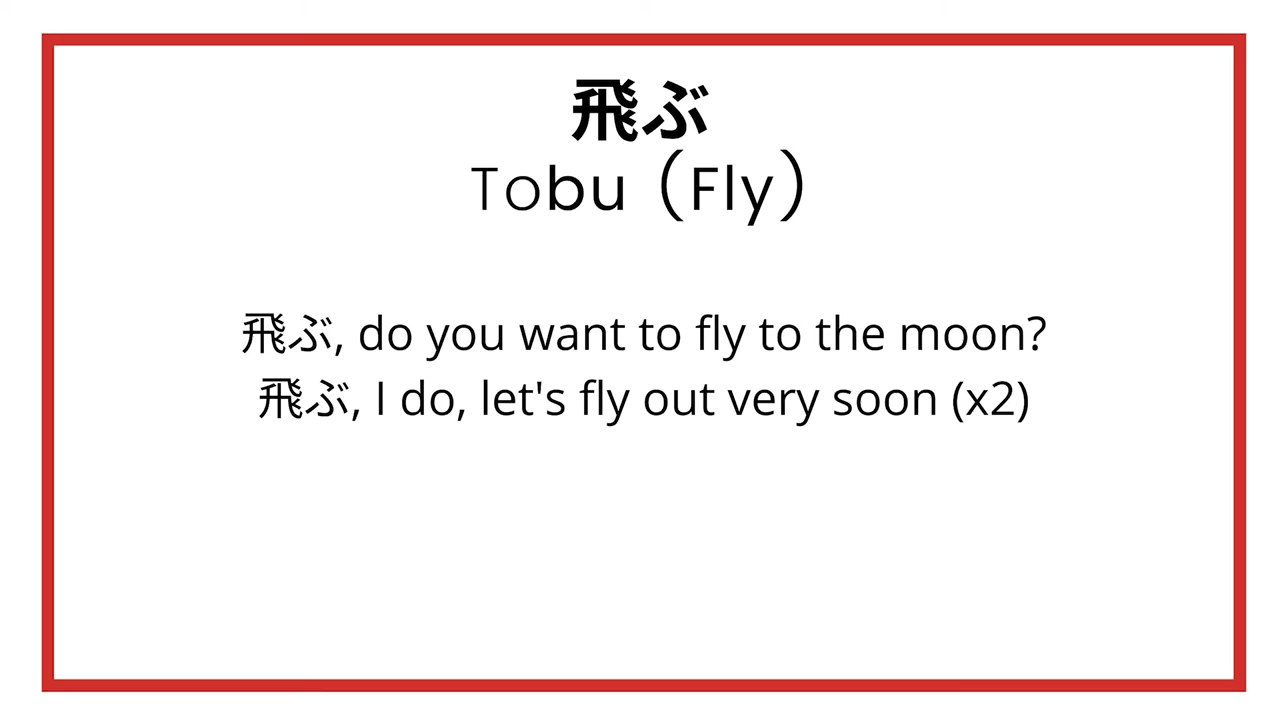 飛ぶ
Tobu (Fly)
飛ぶ, do you want to fly to the moon?
飛ぶ, I do, let's fly out very soon (x2)